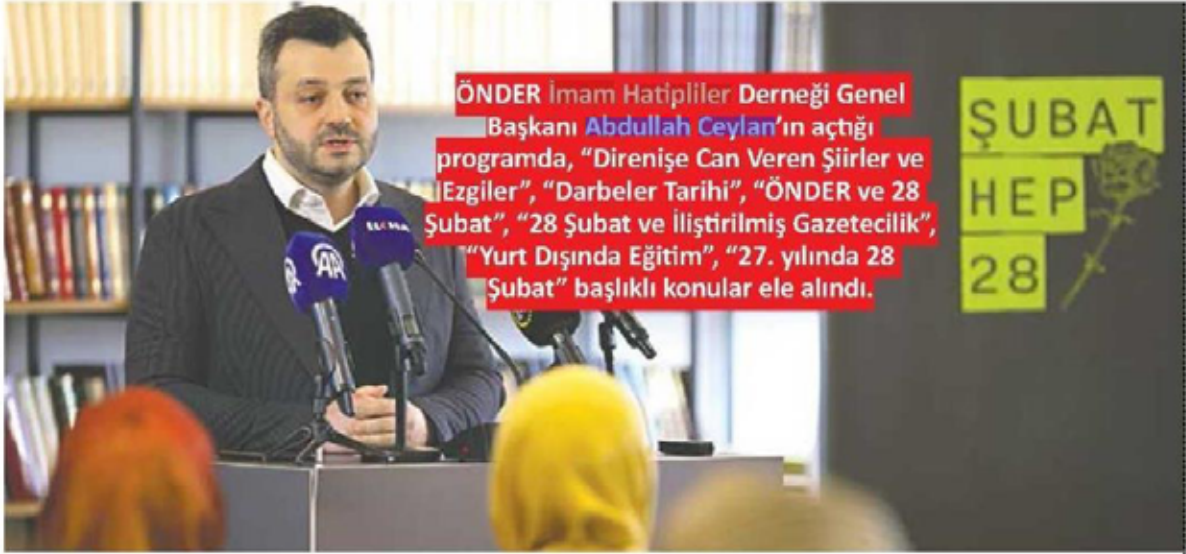 ÖNDER İmam Hatipliler Derneği Genel
Başkanı Abdullah Ceylan’ın açtığı
programda, “Direnişe Can Veren Şiirler ve
Ezgiler”, “Darbeler Tarihi”, “ÖNDER ve 28
Şubat”, “28 Şubat ve İliştirilmiş Gazetecilik”,
“Yurt Dışında Eğitim”, “27. yılında 28
Şubat” başlıklı konular ele alındı.
ŞUBAT
HEP
28
AA